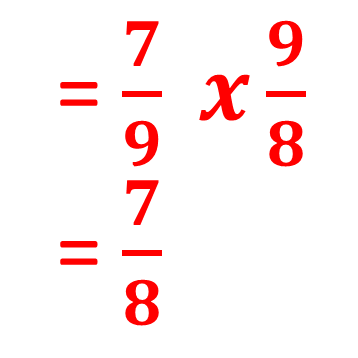 = 7/9 x 9/8
= 7/8